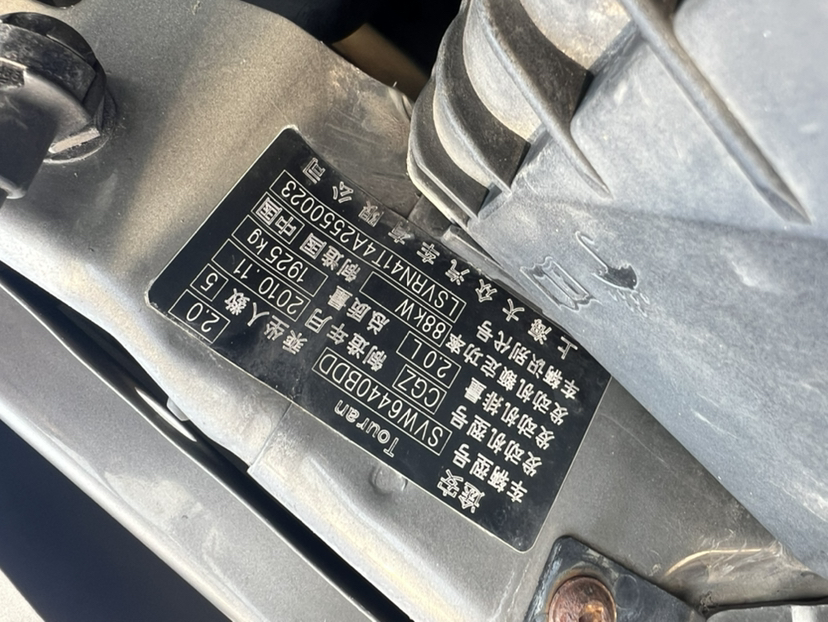 上海大众汽车有限公司
车辆识别代号 LSVRN41T4A2550023
发动机额定功率 88kW 总质量 1925kg 制造国 中国
发动机排量 2.0L 制造年月 2010.11
发动机型号 CGZ 乘坐人数 5
车辆型号 SVW6440BDD 2.0
途安 Touran